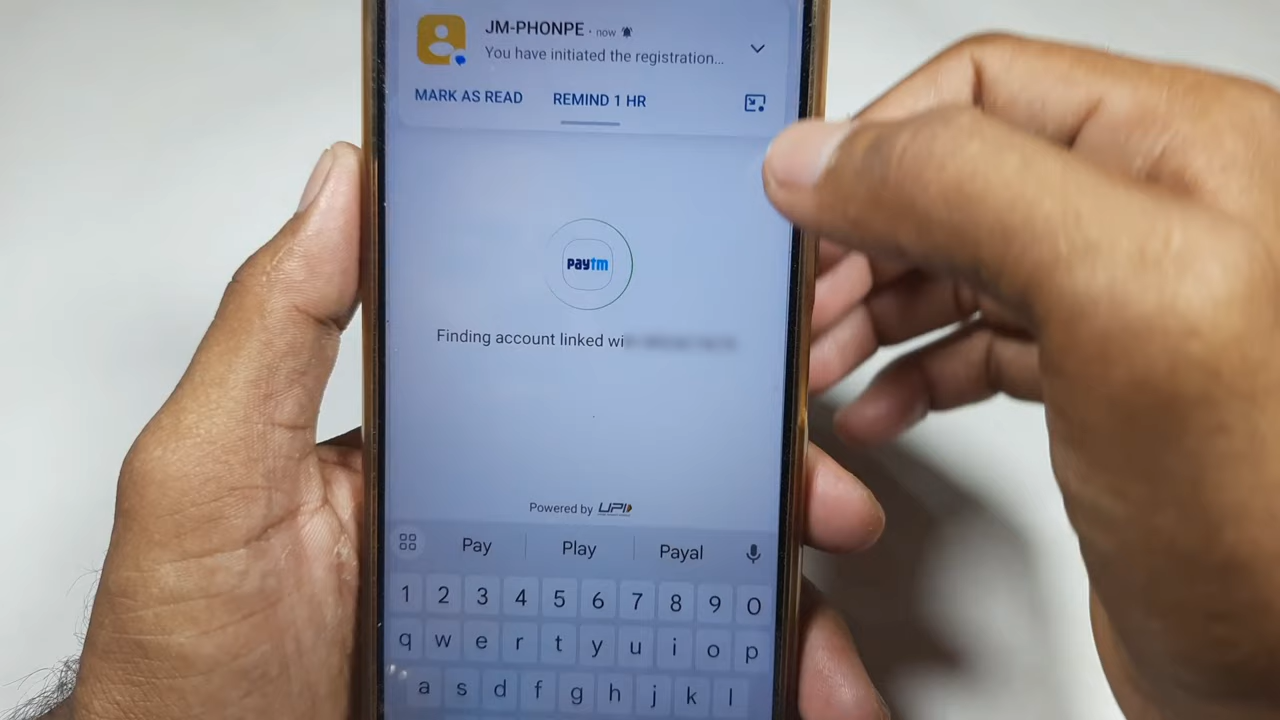 JM-PHONPE · now
You have initiated the registration...
MARK AS READ REMIND 1 HR
paytm
Finding account linked wi
Powered by UPI
Pay Play Payal
1 2 3 4 5 6 7 8 9 0
q w e r t y u i o p
a s d f g h j k l